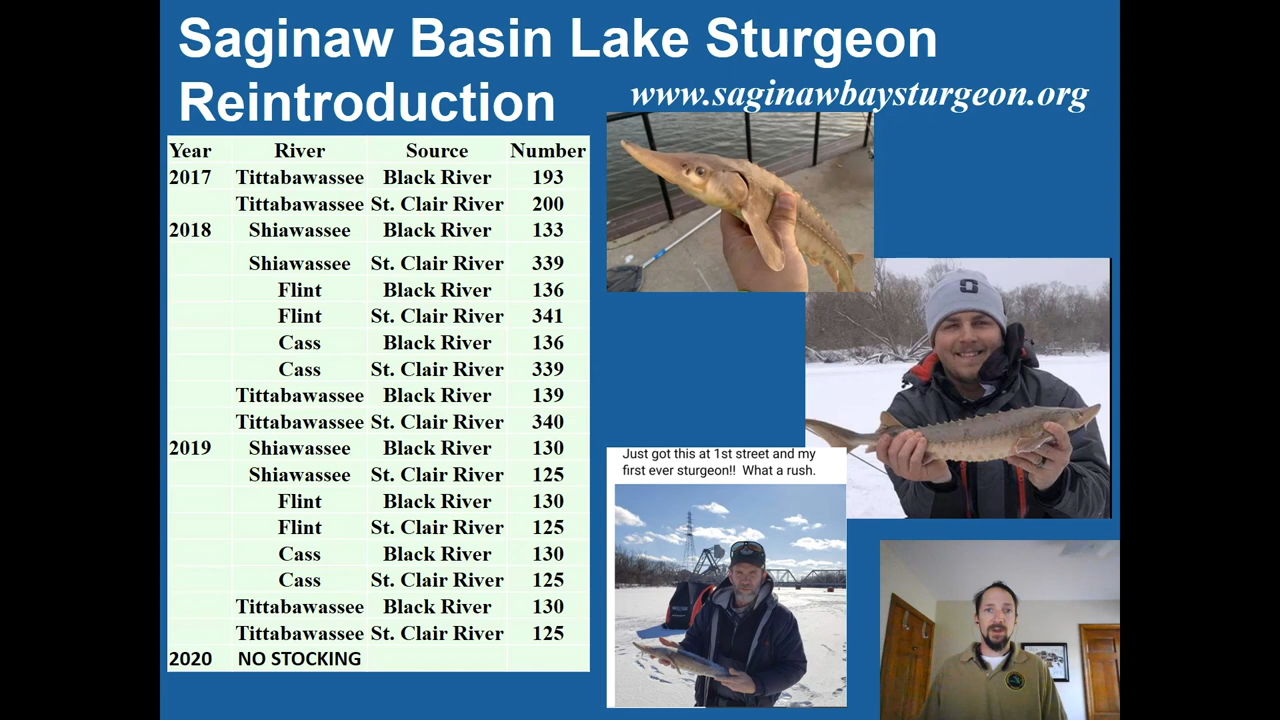 Saginaw Basin Lake Sturgeon
Reintroduction
www.saginawbaysturgeon.org
Year River Source Number
2017 Tittabawassee Black River 193
Tittabawassee St. Clair River 200
2018 Shiawassee Black River 133
Shiawassee St. Clair River 339
Flint Black River 136
Flint St. Clair River 341
Cass Black River 136
Cass St. Clair River 339
Tittabawassee Black River 139
Tittabawassee St. Clair River 340
2019 Shiawassee Black River 130
Shiawassee St. Clair River 125
Flint Black River 130
Flint St. Clair River 125
Cass Black River 130
Cass St. Clair River 125
Tittabawassee Black River 130
Tittabawassee St. Clair River 125
2020 NO STOCKING
Just got this at 1st street and my
first ever sturgeon!! What a rush.